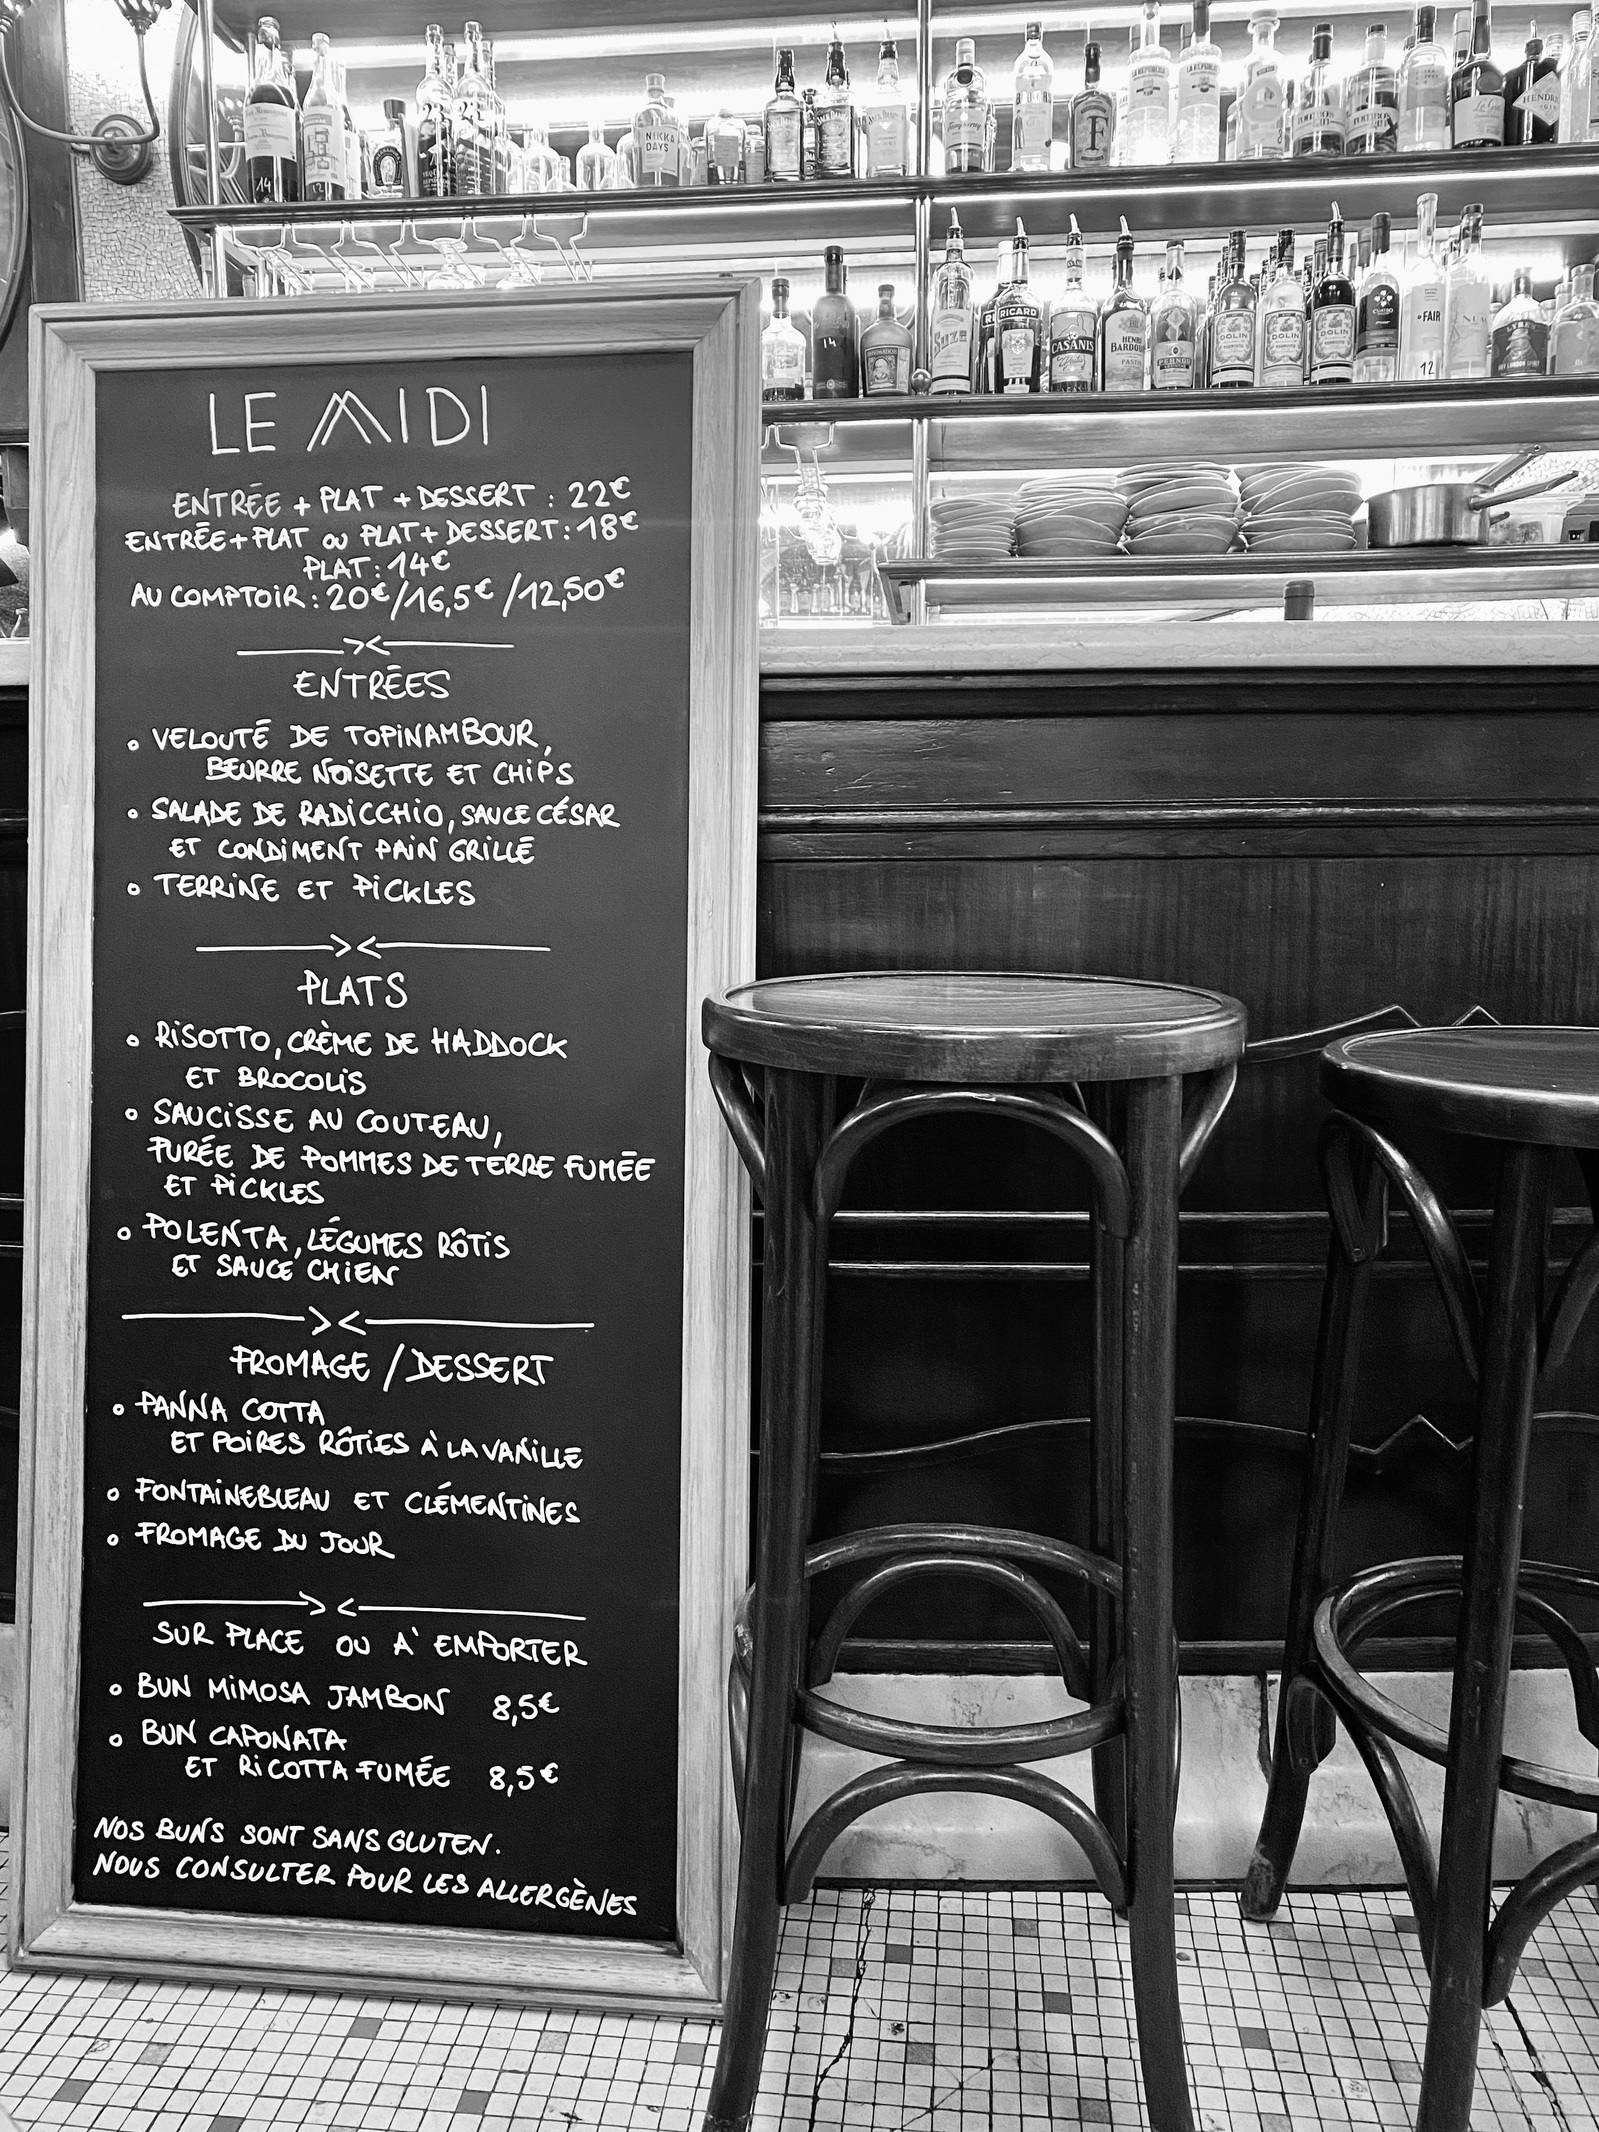 14
12
NIKKA
DAYS
LA RÉPUBLIQUE
HENDRI
LE MIDI
ENTRÉE + PLAT + DESSERT : 22€
ENTRÉE + PLAT OU PLAT + DESSERT : 18€
PLAT : 14€
AU COMPTOIR : 20€ / 16,5€ / 12,50€
ENTRÉES
VELOUTÉ DE TOPINAMBOUR,
BEURRE NOISETTE ET CHIPS
SALADE DE RADICCHIO, SAUCE CÉSAR
ET CONDIMENT PAIN GRILLÉ
TERRINE ET PICKLES
PLATS
RISOTTO, CRÈME DE HADDOCK
ET BROCOLIS
SAUCISSE AU COUTEAU,
PURÉE DE POMMES DE TERRE FUMÉE
ET PICKLES
POLENTA, LÉGUMES RÔTIS
ET SAUCE CHIEN
FROMAGE / DESSERT
PANNA COTTA
ET POIRES RÔTIES À LA VANILLE
FONTAINEBLEAU ET CLÉMENTINES
FROMAGE DU JOUR
SUR PLACE OU À EMPORTER
BUN MIMOSA JAMBON 8,5€
BUN CAPONATA
ET RICOTTA FUMÉE 8,5€
NOS BUNS SONT SANS GLUTEN.
NOUS CONSULTER POUR LES ALLERGÈNES
14
SUZE
RICARD
CASANIS
HENRI
BARDOUIN
DOLIN
DOLIN
DOLIN
FAIR
12